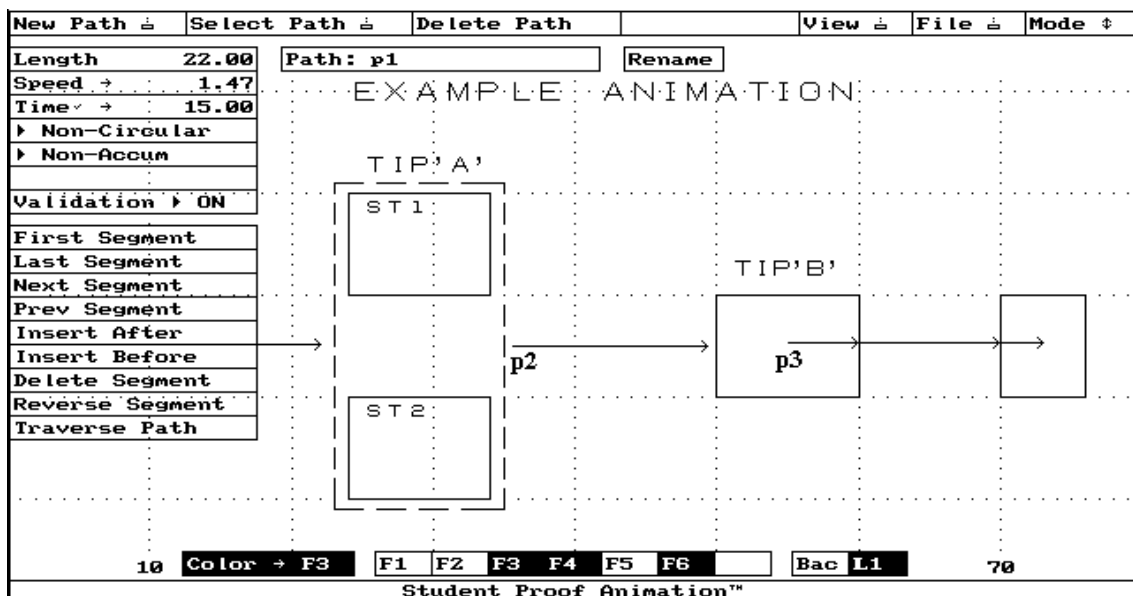 New Path Select Path Delete Path View File Mode
Length 22.00 Path: p1 Rename
Speed → 1.47
EXAMPLE ANIMATION
Time✓ → 15.00
▸ Non-Circular
▸ Non-Accum
TIP'A'
Validation ▸ ON
ST1
First Segment
Last Segment
TIP'B'
Next Segment
Prev Segment
Insert After
Insert Before
p2 p3
Delete Segment
Reverse Segment
ST2
Traverse Path
10 Color → F3 F1 F2 F3 F4 F5 F6 Bac L1 70
Student Proof Animation™